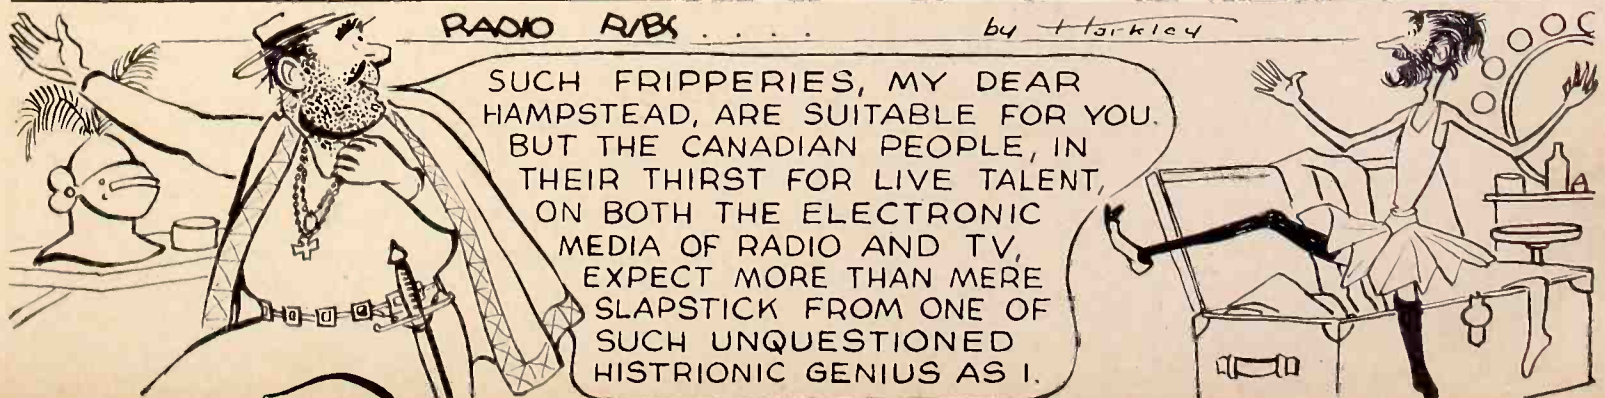 RADIO RIBS ..... by Harkley
SUCH FRIPPERIES, MY DEAR
HAMPSTEAD, ARE SUITABLE FOR YOU.
BUT THE CANADIAN PEOPLE, IN
THEIR THIRST FOR LIVE TALENT,
ON BOTH THE ELECTRONIC
MEDIA OF RADIO AND TV,
EXPECT MORE THAN MERE
SLAPSTICK FROM ONE OF
SUCH UNQUESTIONED
HISTRIONIC GENIUS AS I.